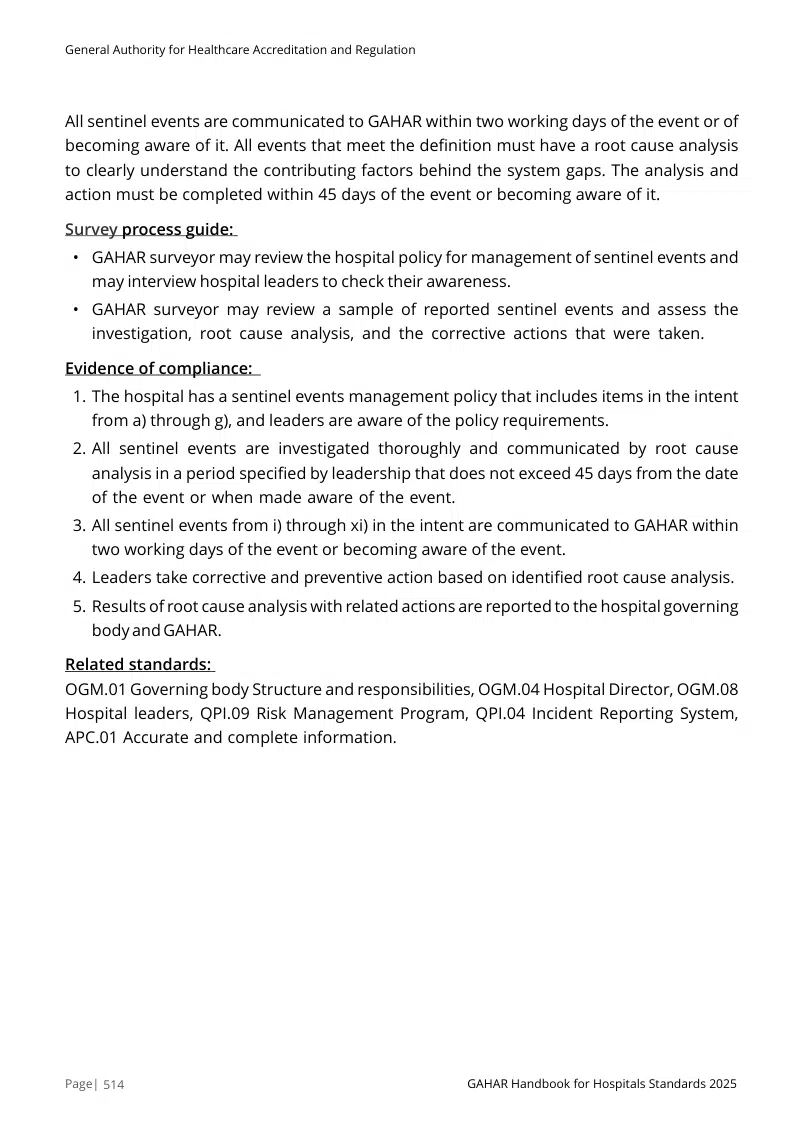 General Authority for Healthcare Accreditation and Regulation
All sentinel events are communicated to GAHAR within two working days of the event or of
becoming aware of it. All events that meet the definition must have a root cause analysis
to clearly understand the contributing factors behind the system gaps. The analysis and
action must be completed within 45 days of the event or becoming aware of it.
Survey process guide:
• GAHAR surveyor may review the hospital policy for management of sentinel events and
may interview hospital leaders to check their awareness.
• GAHAR surveyor may review a sample of reported sentinel events and assess the
investigation, root cause analysis, and the corrective actions that were taken.
Evidence of compliance:
1. The hospital has a sentinel events management policy that includes items in the intent
from a) through g), and leaders are aware of the policy requirements.
2. All sentinel events are investigated thoroughly and communicated by root cause
analysis in a period specified by leadership that does not exceed 45 days from the date
of the event or when made aware of the event.
3. All sentinel events from i) through xi) in the intent are communicated to GAHAR within
two working days of the event or becoming aware of the event.
4. Leaders take corrective and preventive action based on identified root cause analysis.
5. Results of root cause analysis with related actions are reported to the hospital governing
body and GAHAR.
Related standards:
OGM.01 Governing body Structure and responsibilities, OGM.04 Hospital Director, OGM.08
Hospital leaders, QPI.09 Risk Management Program, QPI.04 Incident Reporting System,
APC.01 Accurate and complete information.
Page| 514
GAHAR Handbook for Hospitals Standards 2025